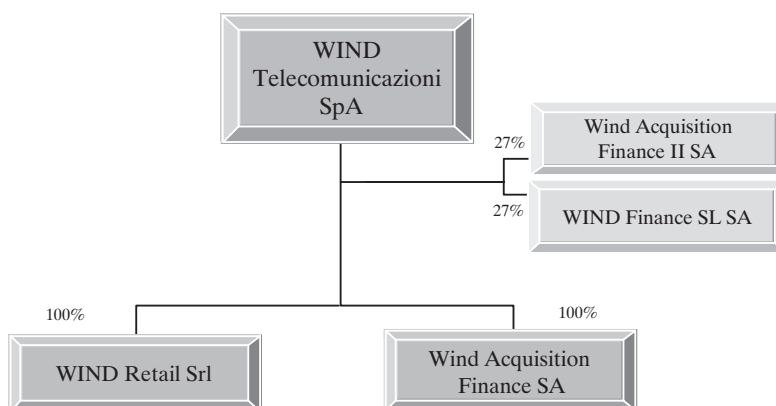 WIND
Telecomunicazioni
SpA
27%
Wind Acquisition
Finance II SA
27%
WIND Finance SL SA
100%
100%
WIND Retail Srl
Wind Acquisition
Finance SA